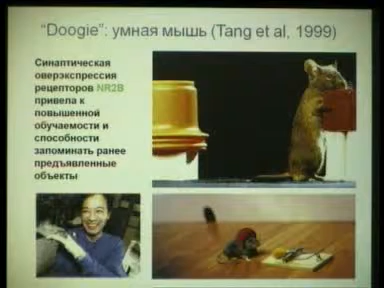 “Doogie”: умная мышь (Tang et al, 1999)
Синаптическая
оверэкспрессия
рецепторов NR2B
привела к
повышенной
обучаемости и
способности
запоминать ранее
предъявленные
объекты